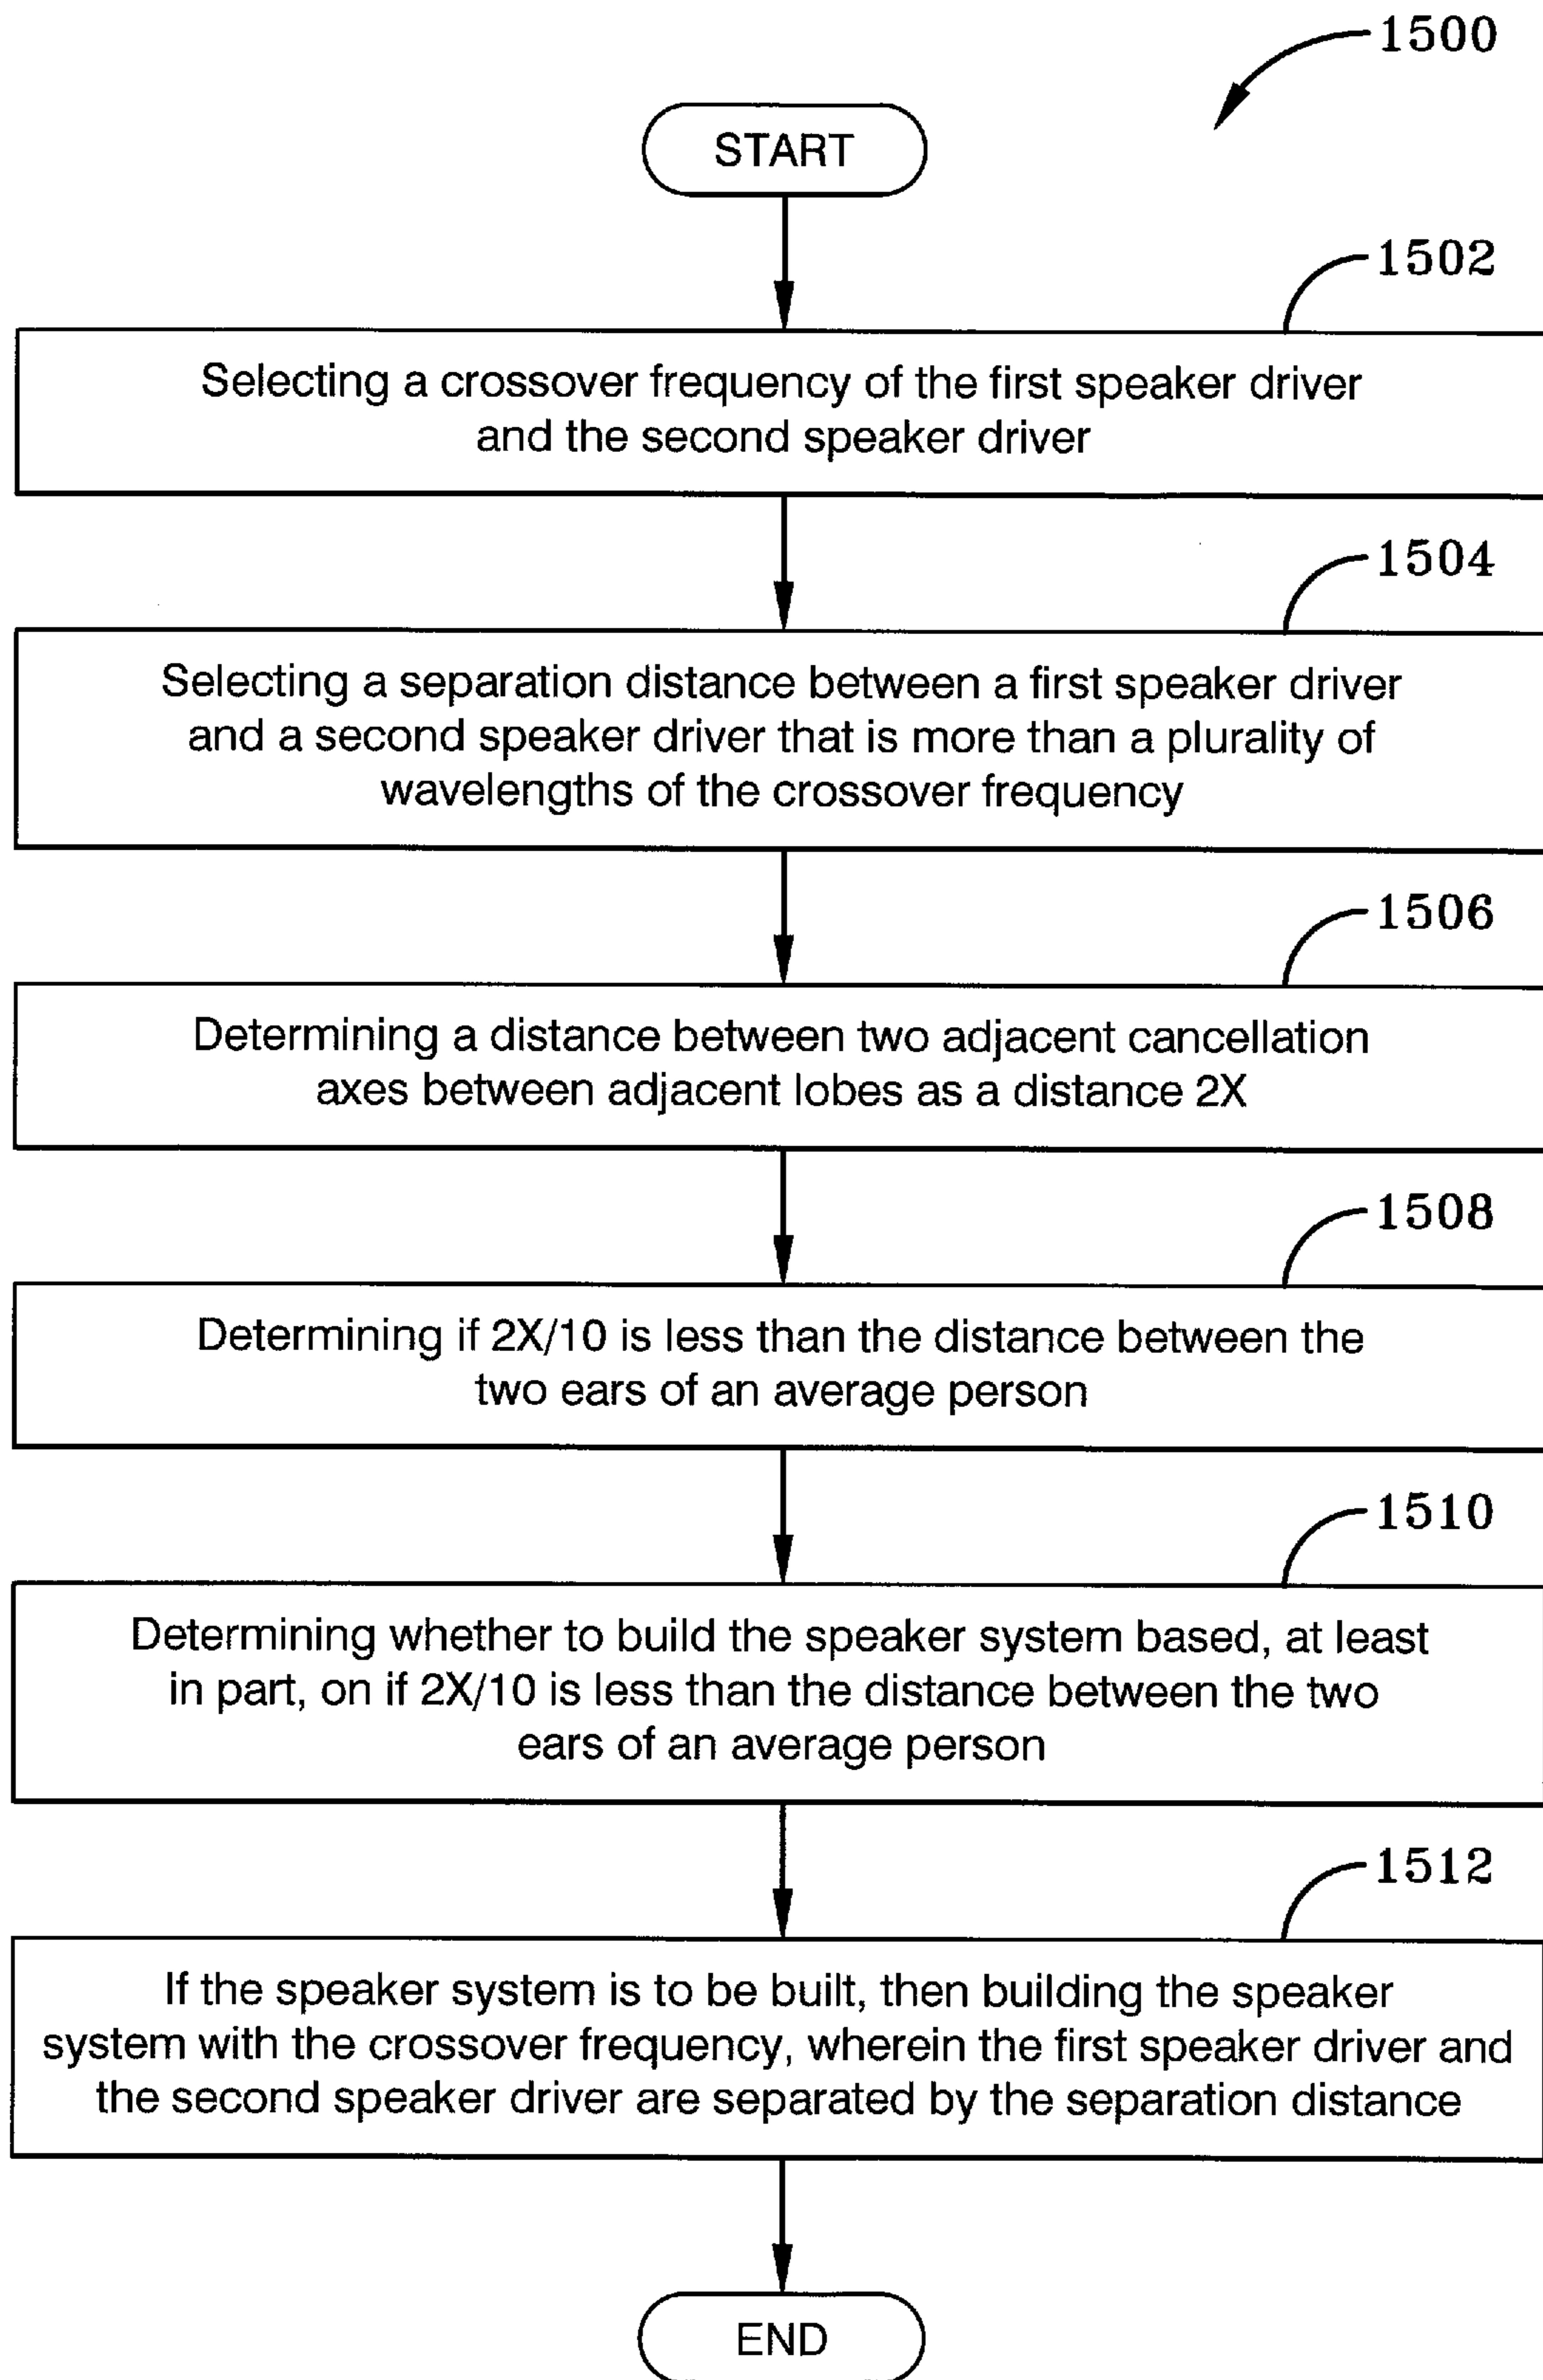 1500
START
1502
Selecting a crossover frequency of the first speaker driver
and the second speaker driver
1504
Selecting a separation distance between a first speaker driver
and a second speaker driver that is more than a plurality of
wavelengths of the crossover frequency
1506
Determining a distance between two adjacent cancellation
axes between adjacent lobes as a distance 2X
1508
Determining if 2X/10 is less than the distance between the
two ears of an average person
1510
Determining whether to build the speaker system based, at least
in part, on if 2X/10 is less than the distance between the two
ears of an average person
1512
If the speaker system is to be built, then building the speaker
system with the crossover frequency, wherein the first speaker driver and
the second speaker driver are separated by the separation distance
END